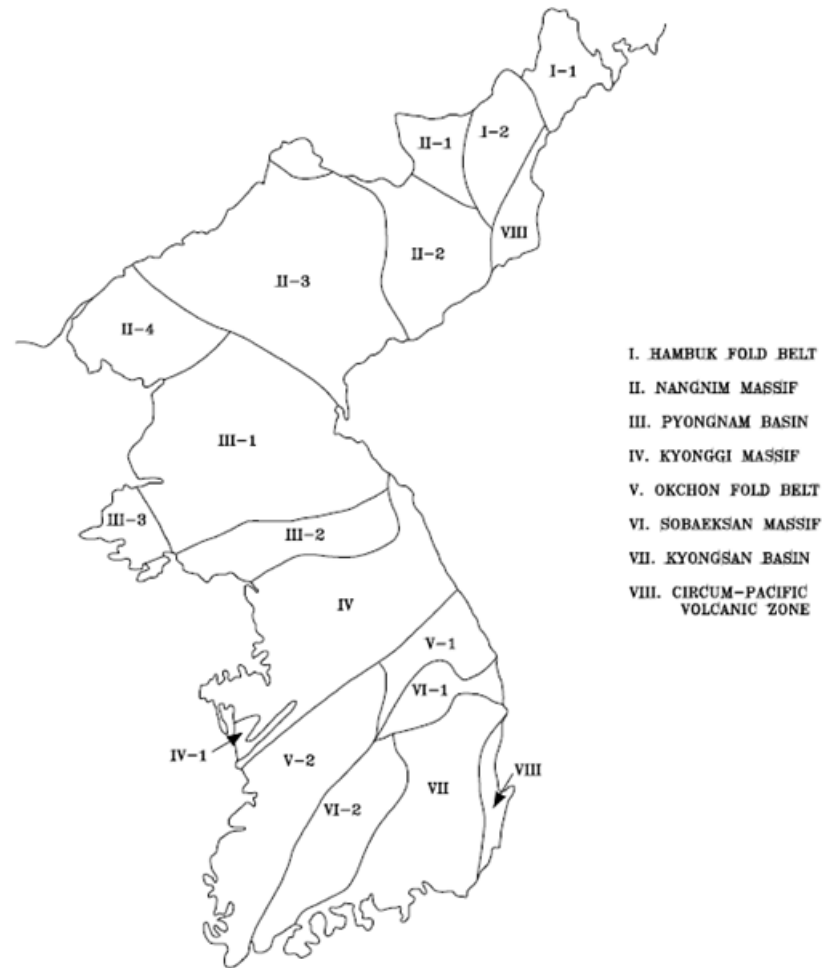 I-1
I-2
II-1
VIII
II-2
II-3
II-4
I. HAMBUK FOLD BELT
II. NANGNIM MASSIF
III. PYONGNAM BASIN
IV. KYONGGI MASSIF
V. OKCHON FOLD BELT
VI. SOBAEKSAN MASSIF
VII. KYONGSAN BASIN
VIII. CIRCUM-PACIFIC
VOLCANIC ZONE
III-1
III-3
III-2
IV
V-1
VI-1
IV-1
V-2
VIII
VII
VI-2